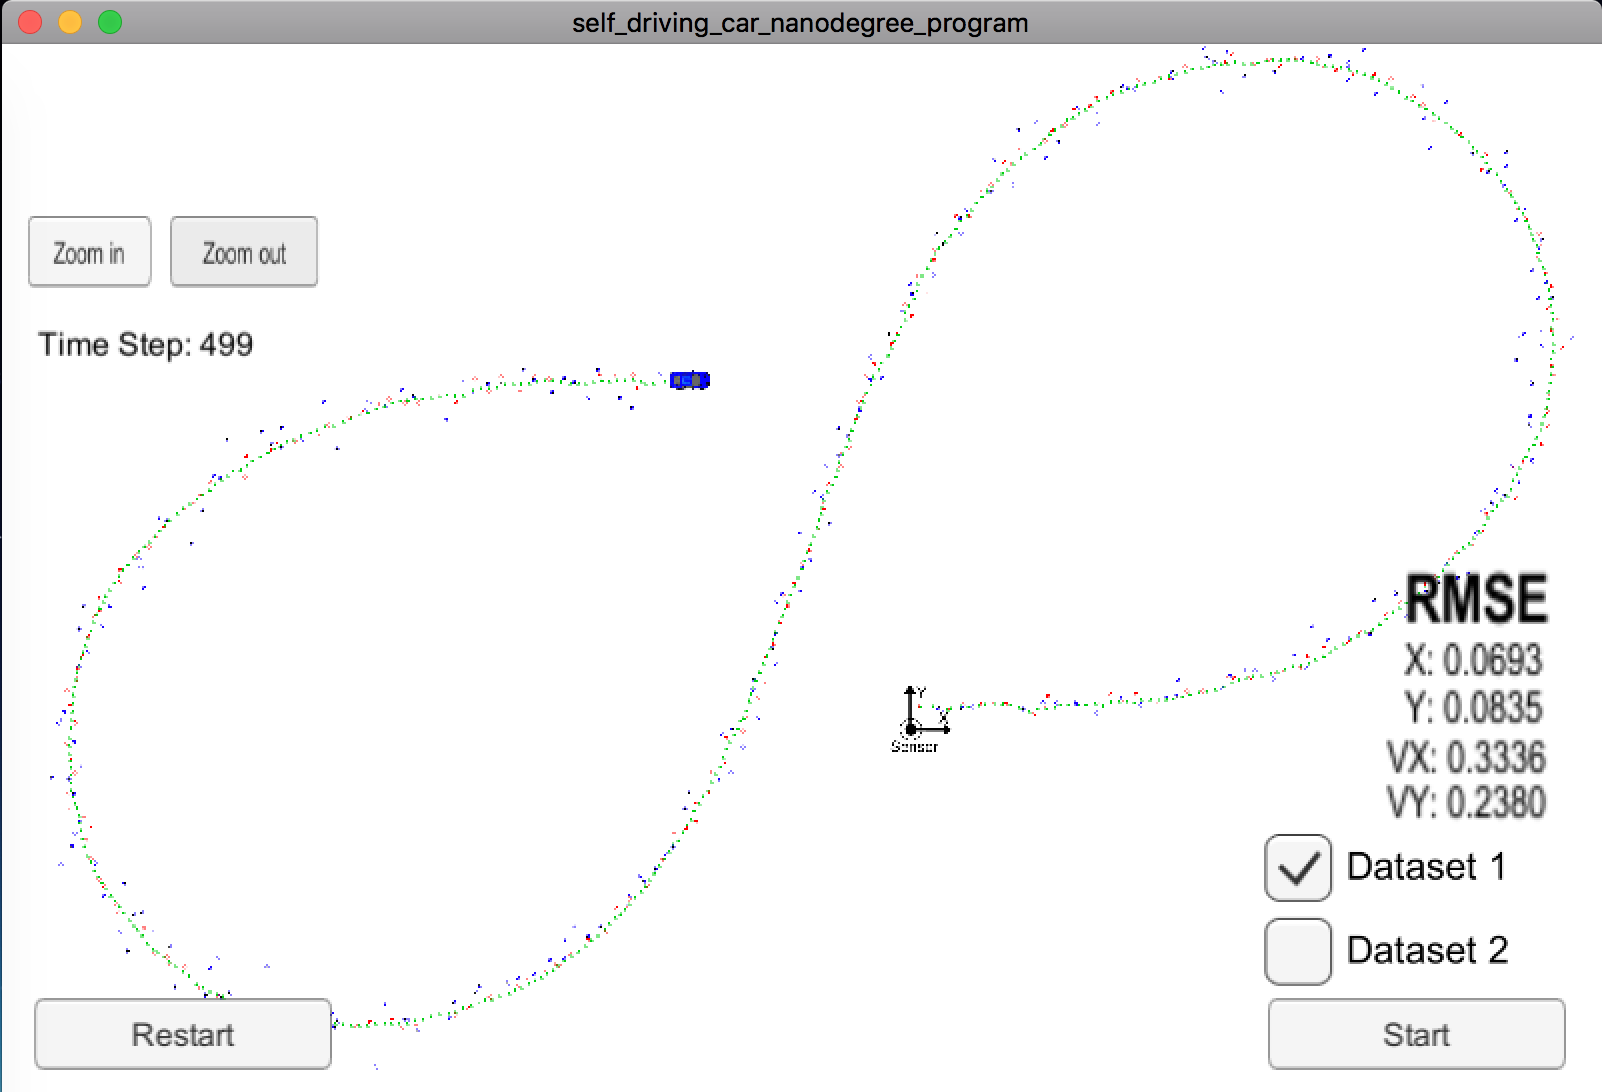 self_driving_car_nanodegree_program
Zoom in
Zoom out
Time Step: 499
Y
X
Sensor
RMSE
X: 0.0693
Y: 0.0835
VX: 0.3336
VY: 0.2380
Dataset 1
Dataset 2
Restart
Start